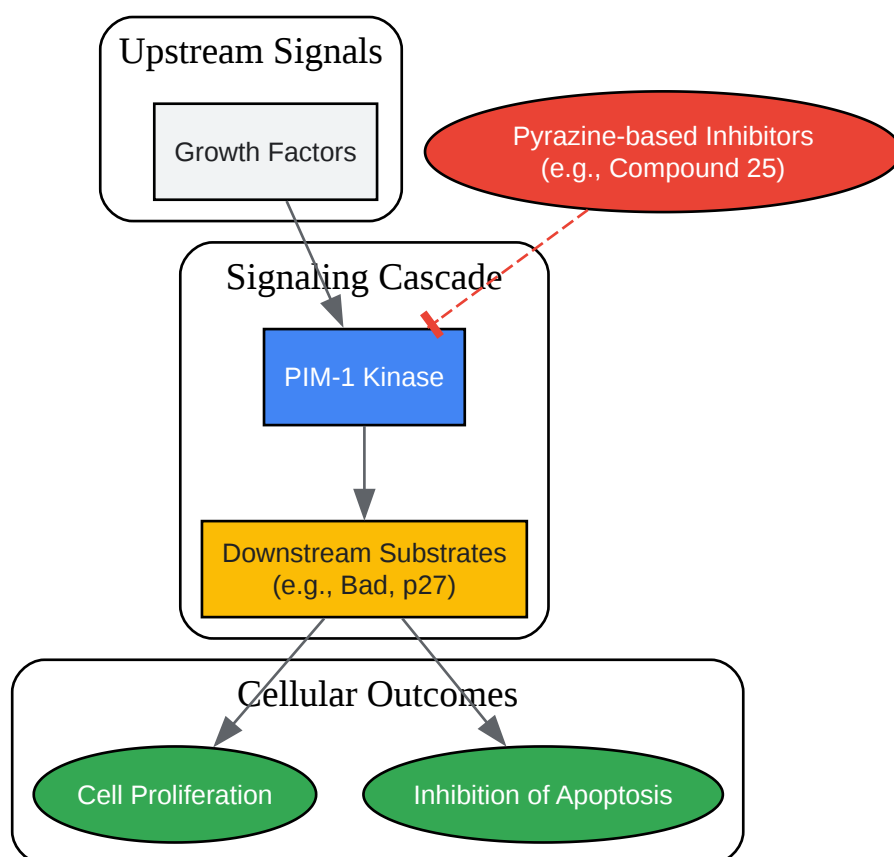 Upstream Signals
Growth Factors
Pyrazine-based Inhibitors
(e.g., Compound 25)
Signaling Cascade
PIM-1 Kinase
Downstream Substrates
(e.g., Bad, p27)
Cellular Outcomes
Cell Proliferation
Inhibition of Apoptosis